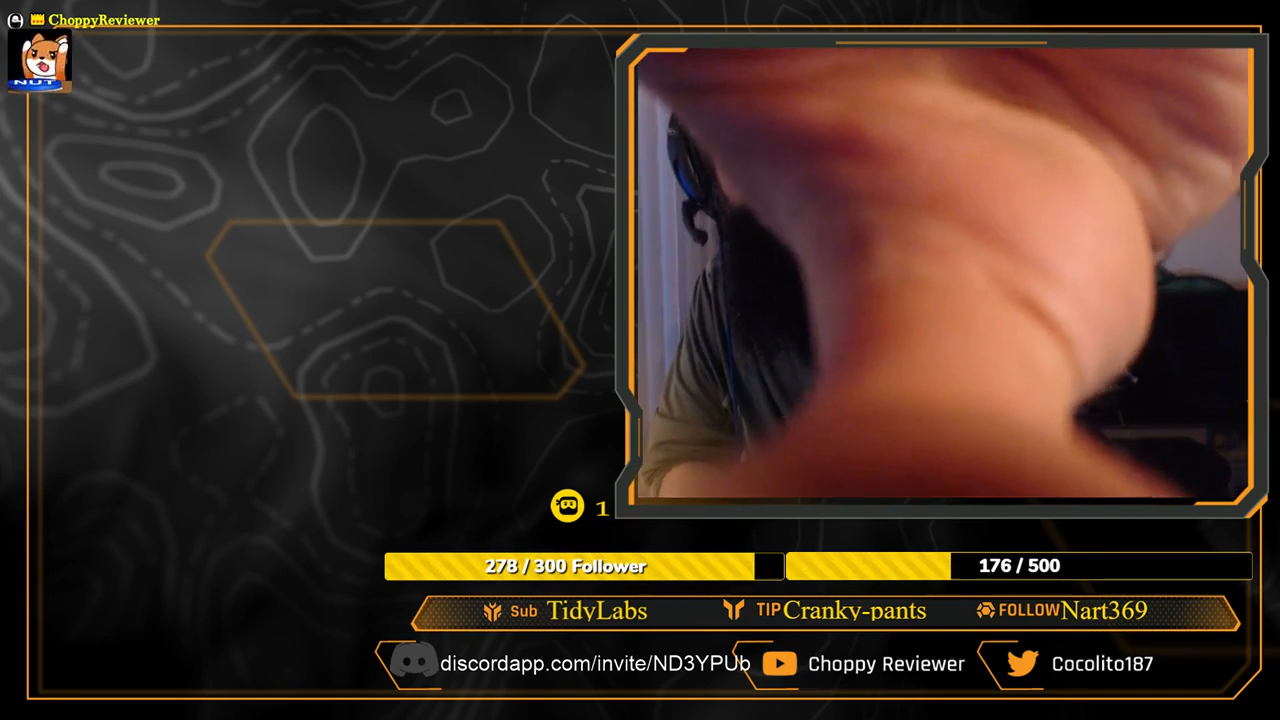 ChoppyReviewer
NUT
1
278 / 300 Follower
176 / 500
Sub TidyLabs
TIP Cranky-pants
FOLLOW Nart369
discordapp.com/invite/ND3YPUb
Choppy Reviewer
Cocolito187